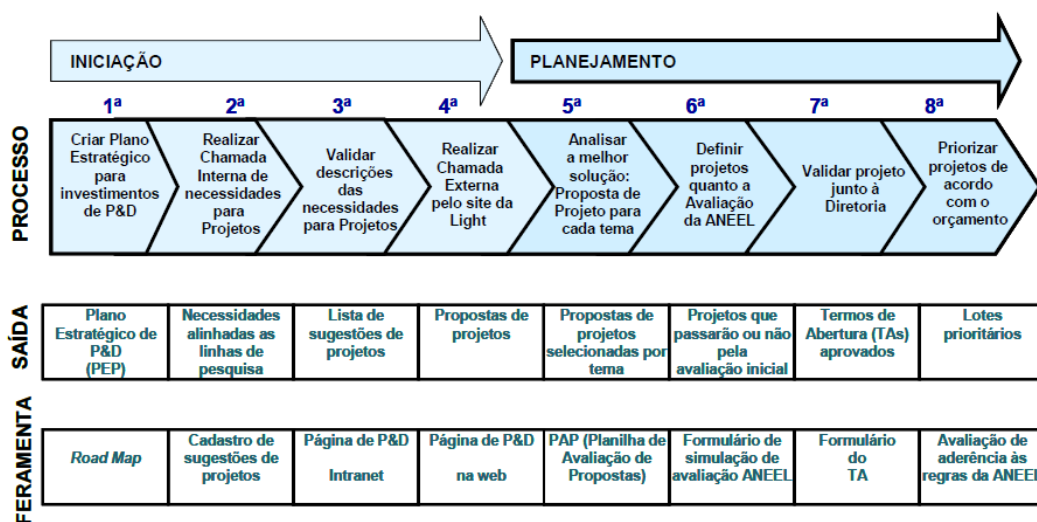 INICIAÇÃO
PLANEJAMENTO
1ª
2ª
3ª
4ª
5ª
6ª
7ª
8ª
PROCESSO
Criar Plano
Estratégico
para
investimentos
de P&D
Realizar
Chamada
Interna de
necessidades
para
Projetos
Validar
descrições
das
necessidades
para Projetos
Realizar
Chamada
Externa
pelo site da
Light
Analisar
a melhor
solução:
Proposta de
Projeto para
cada tema
Definir
projetos
quanto a
Avaliação
da ANEEL
Validar projeto
junto à
Diretoria
Priorizar
projetos de
acordo
com o
orçamento
SAÍDA
Plano
Estratégico de
P&D
(PEP)
Necessidades
alinhadas as
linhas de
pesquisa
Lista de
sugestões de
projetos
Propostas de
projetos
Propostas de
projetos
selecionadas por
tema
Projetos que
passarão ou não
pela
avaliação inicial
Termos de
Abertura (TAs)
aprovados
Lotes
prioritários
FERAMENTA
Road Map
Cadastro de
sugestões de
projetos
Página de P&D
Intranet
Página de P&D
na web
PAP (Planilha de
Avaliação de
Propostas)
Formulário de
simulação de
avaliação ANEEL
Formulário
do
TA
Avaliação de
aderência às
regras da ANEEL